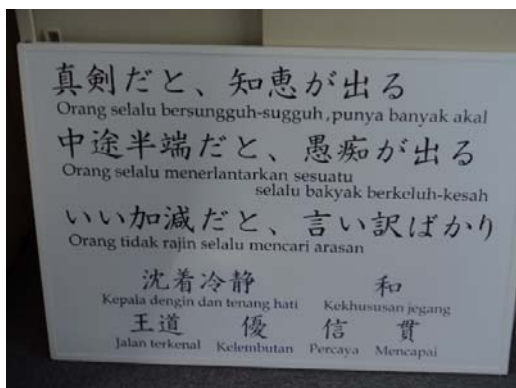 真剣だと、知恵が出る
Orang selalu bersungguh-sugguh,punya banyak akal
中途半端だと、愚痴が出る
Orang selalu menerlantarkan sesuatu
selalu bakyak berkeluh-kesah
いい加減だと、言い訳ばかり
Orang tidak rajin selalu mencari arasan
沈着冷静 和
Kepala dengin dan tenang hati Kekhususan jegang
王道 優 信 貫
Jalan terkenal Kelembutan Percaya Mencapai